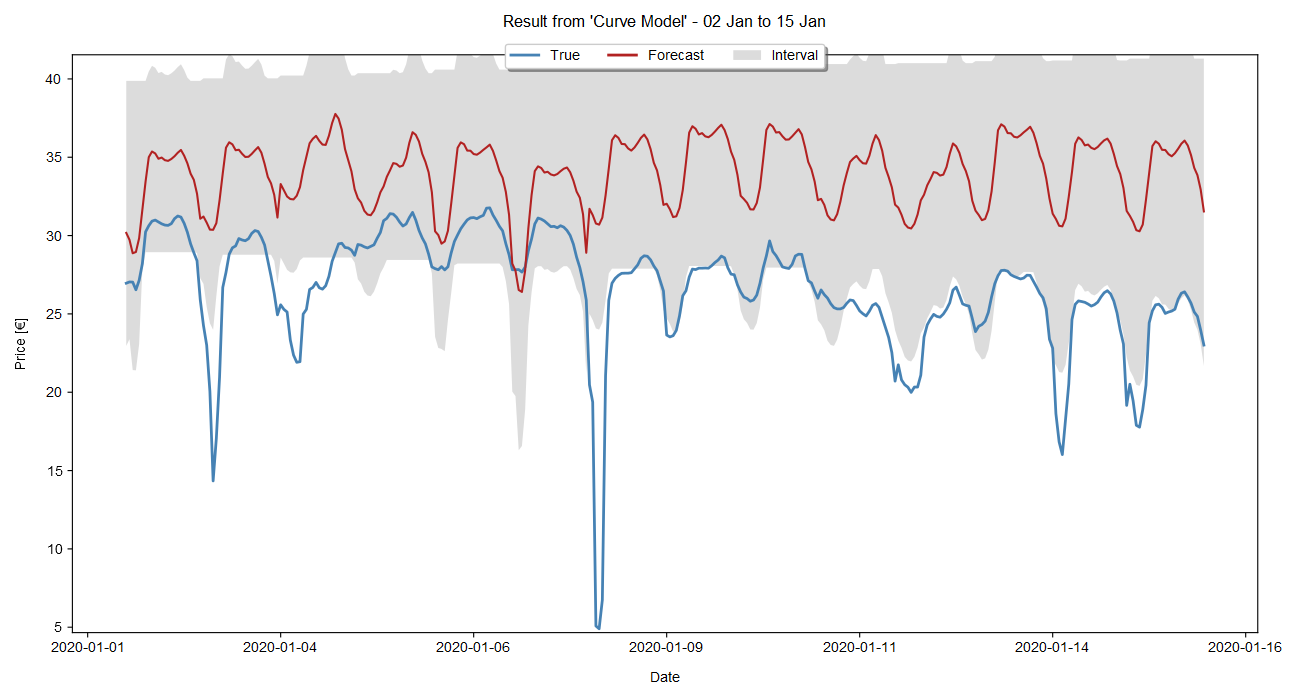 Result from 'Curve Model' - 02 Jan to 15 Jan
True Forecast Interval
40
35
30
25
20
15
10
5
Price [€]
2020-01-01 2020-01-04 2020-01-06 2020-01-09 2020-01-11 2020-01-14 2020-01-16
Date